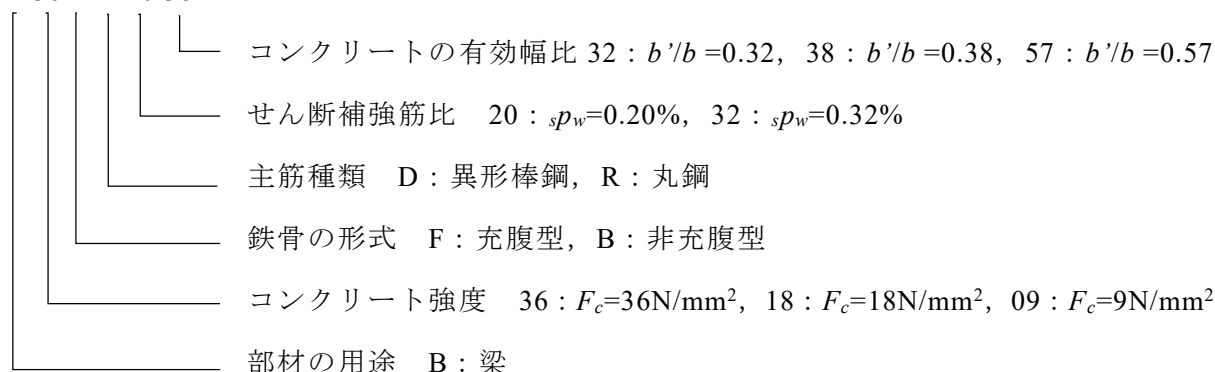 コンクリートの有効幅比 32：b’/b =0.32，38：b’/b =0.38，57：b’/b =0.57
せん断補強筋比　20：spw=0.20%，32：spw=0.32%
主筋種類　D：異形棒鋼，R：丸鋼
鉄骨の形式　F：充腹型，B：非充腹型
コンクリート強度　36：Fc=36N/mm2，18：Fc=18N/mm2，09：Fc=9N/mm2
部材の用途　B：梁